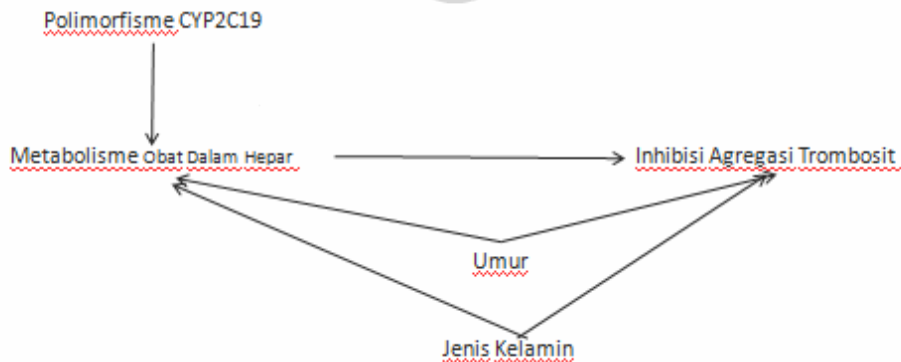 Polimorfisme CYP2C19
Metabolisme Obat Dalam Hepar Inhibisi Agregasi Trombosit
Umur
Jenis Kelamin